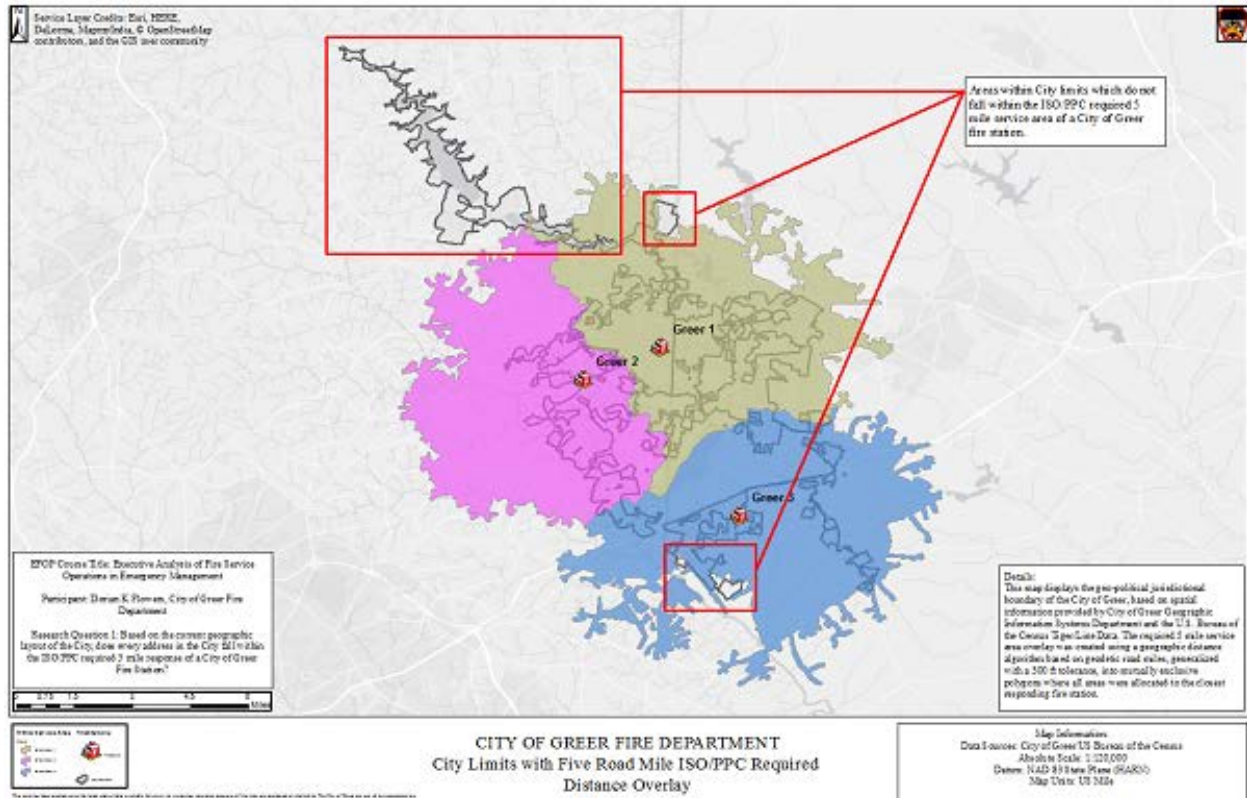 Service Layer Credits: Esri, HERE,
DeLorme, MapmyIndia, © OpenStreetMap
contributors, and the GIS user community
Areas within City limits which do not
fall within the ISO/PPC required 5
mile service area of a City of Greer
fire station.
Greer 1
Greer 2
Greer 3
EFOP Course Title: Executive Analysis of Fire Service
Operations in Emergency Management
Participant: Dorian K. Flowers, City of Greer Fire
Department
Research Question 1: Based on the current geographic
layout of the City, does every address in the City fall within
the ISO/PPC required 5 mile response of a City of Greer
Fire Station?
0 0.75 1.5 3 4.5 6
Miles
Details:
This map displays the geo-political jurisdictional
boundary of the City of Greer, based on spatial
information provided by City of Greer Geographic
Information Systems Department and the U.S. Bureau of
the Census Tiger Line Data. The required 5 mile service
area overlay was created using a geographic distance
algorithm based on geodetic road miles, generalized
with a 500 ft tolerance, into mutually exclusive
polygons where all areas were allocated to the closest
responding fire station.
CITY OF GREER FIRE DEPARTMENT
City Limits with Five Road Mile ISO/PPC Required
Distance Overlay
Map Information
Data Sources: City of Greer/US Bureau of the Census
Absolute Scale: 1:120,000
Datum: NAD 83 State Plane (HARN)
Map Units: US Mile